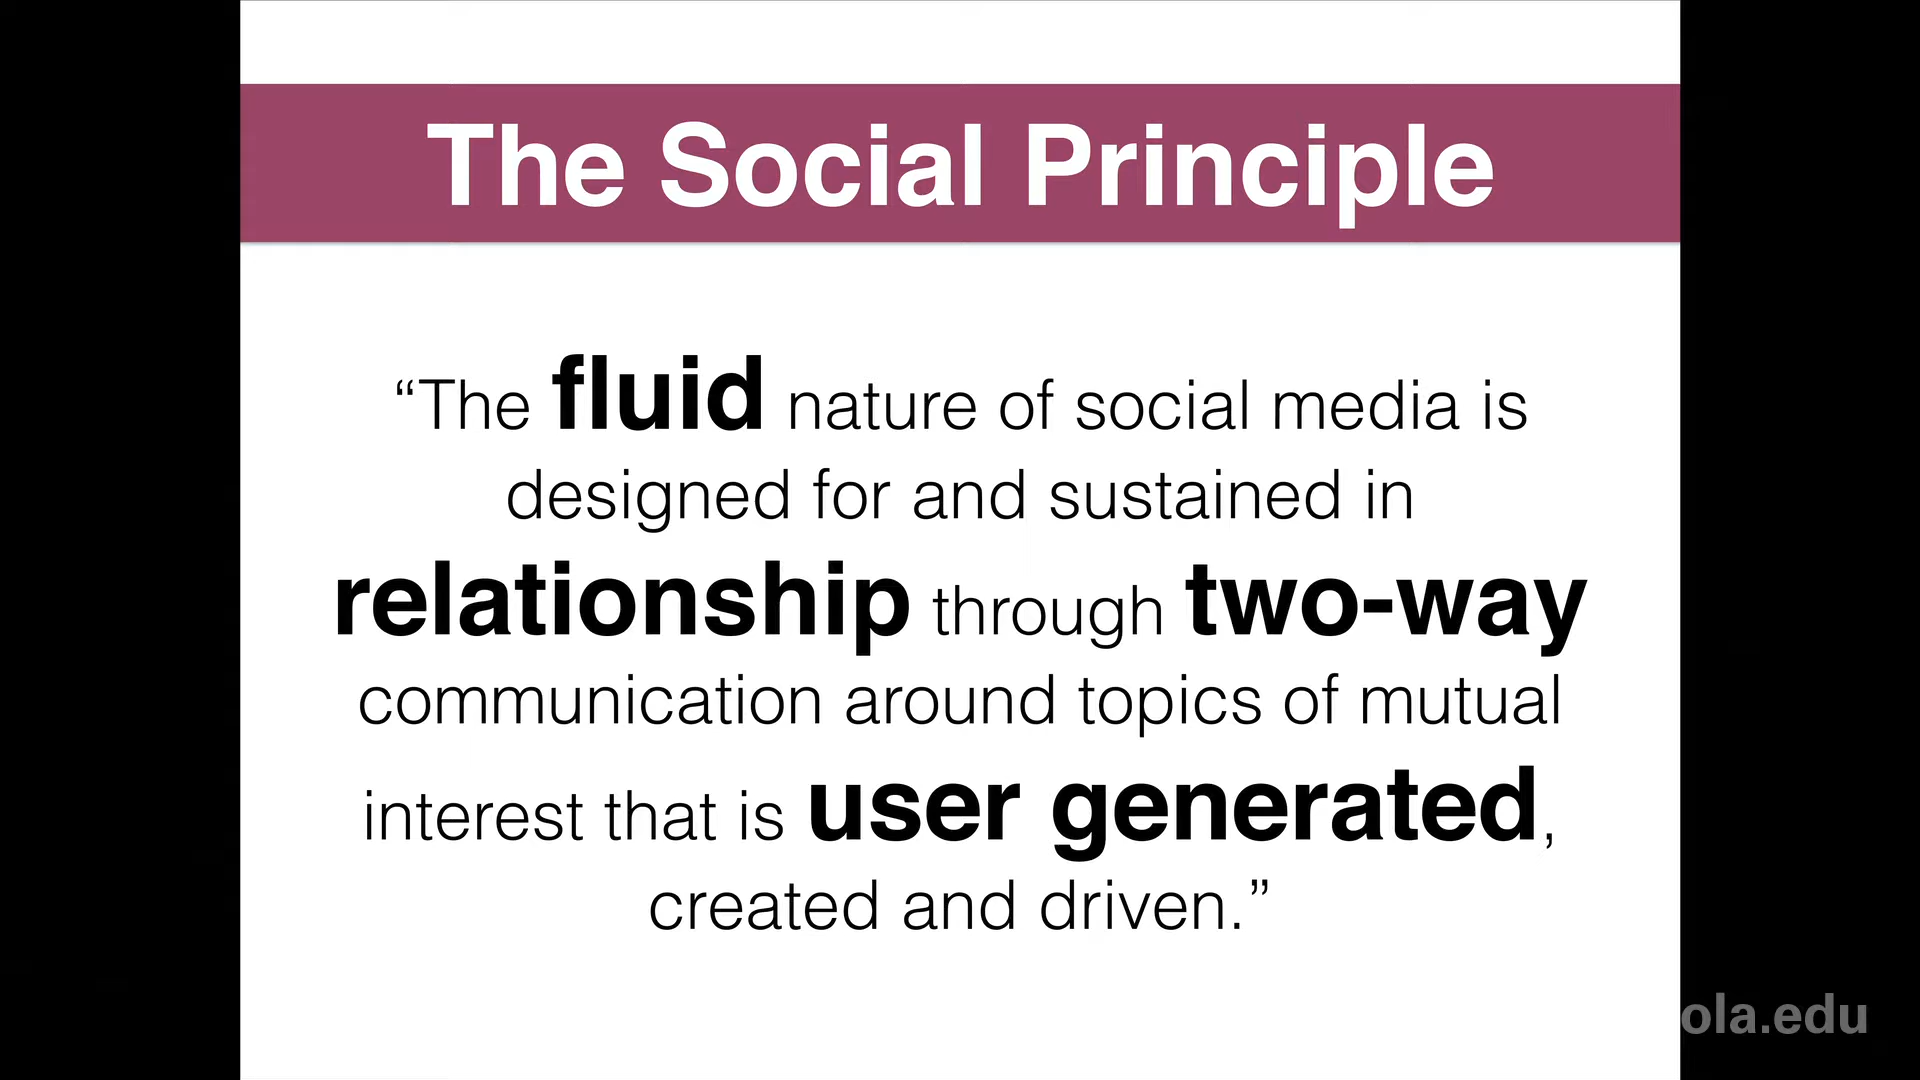 The Social Principle
“The fluid nature of social media is
designed for and sustained in
relationship through two-way
communication around topics of mutual
interest that is user generated,
created and driven.”
ola.edu